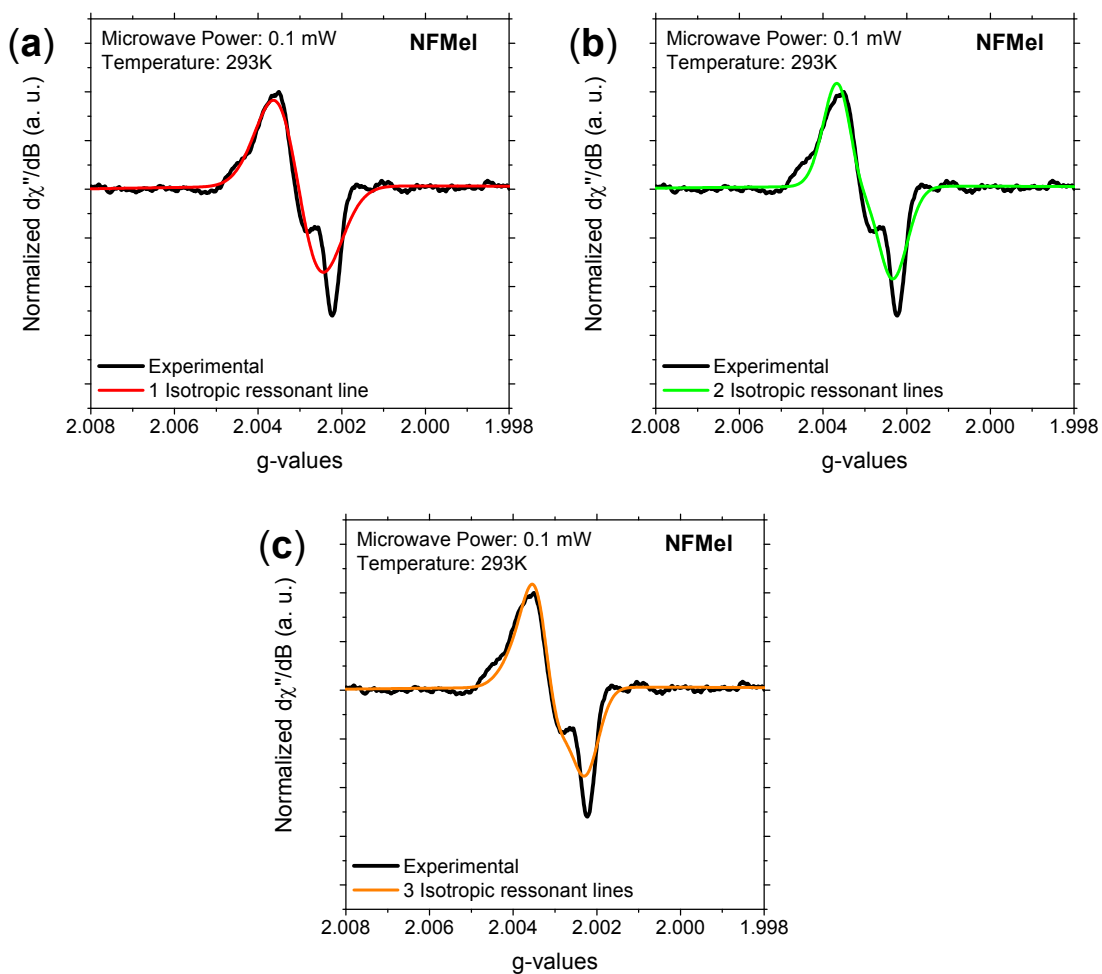 (a)
Microwave Power: 0.1 mW
NFMel
Temperature: 293K
Normalized dχ''/dB (a. u.)
Experimental
1 Isotropic ressonant line
2.008 2.006 2.004 2.002 2.000 1.998
g-values
(b)
Microwave Power: 0.1 mW
NFMel
Temperature: 293K
Normalized dχ''/dB (a. u.)
Experimental
2 Isotropic ressonant lines
2.008 2.006 2.004 2.002 2.000 1.998
g-values
(c)
Microwave Power: 0.1 mW
NFMel
Temperature: 293K
Normalized dχ''/dB (a. u.)
Experimental
3 Isotropic ressonant lines
2.008 2.006 2.004 2.002 2.000 1.998
g-values